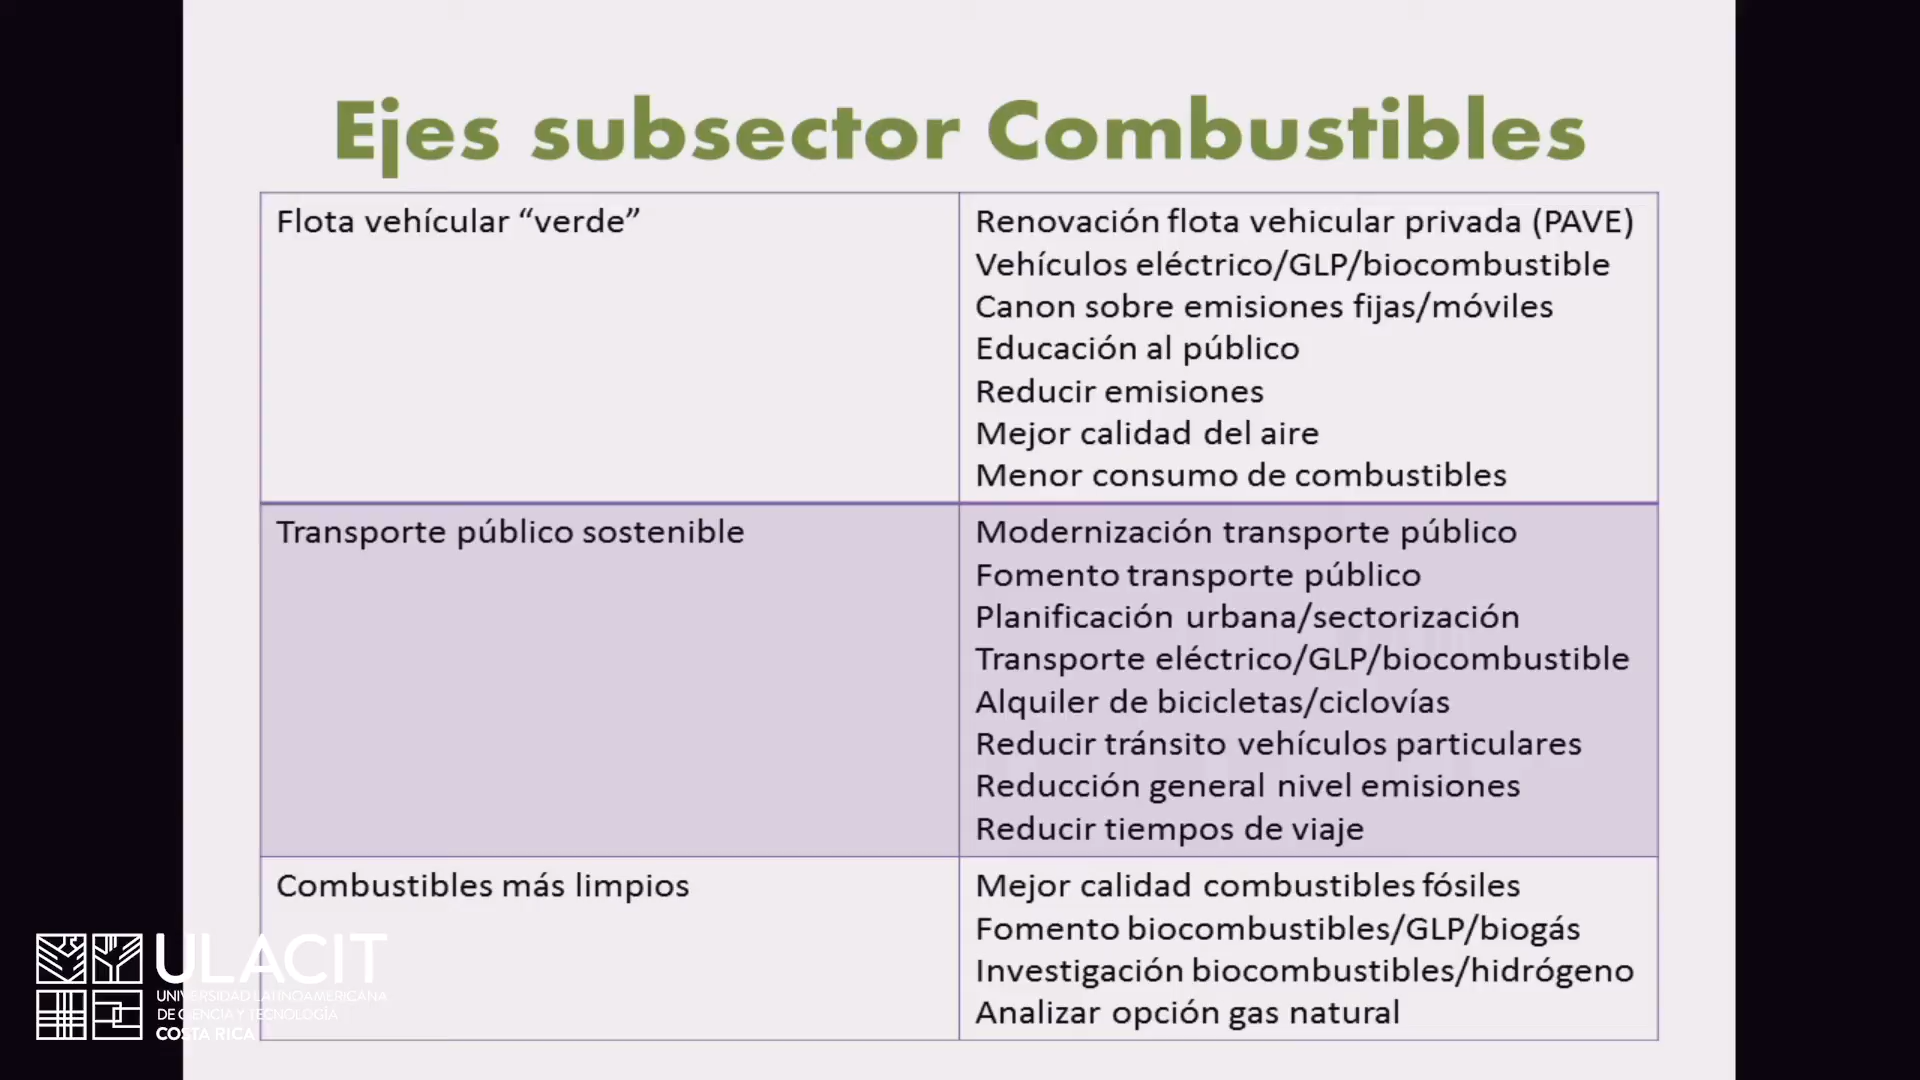 Ejes subsector Combustibles
Flota vehícular “verde”
Renovación flota vehicular privada (PAVE)
Vehículos eléctrico/GLP/biocombustible
Canon sobre emisiones fijas/móviles
Educación al público
Reducir emisiones
Mejor calidad del aire
Menor consumo de combustibles
Transporte público sostenible
Modernización transporte público
Fomento transporte público
Planificación urbana/sectorización
Transporte eléctrico/GLP/biocombustible
Alquiler de bicicletas/ciclovías
Reducir tránsito vehículos particulares
Reducción general nivel emisiones
Reducir tiempos de viaje
Combustibles más limpios
Mejor calidad combustibles fósiles
Fomento biocombustibles/GLP/biogás
Investigación biocombustibles/hidrógeno
Analizar opción gas natural
ULACIT
UNIVERSIDAD LATINOAMERICANA
DE CIENCIA Y TECNOLOGÍA
COSTA RICA